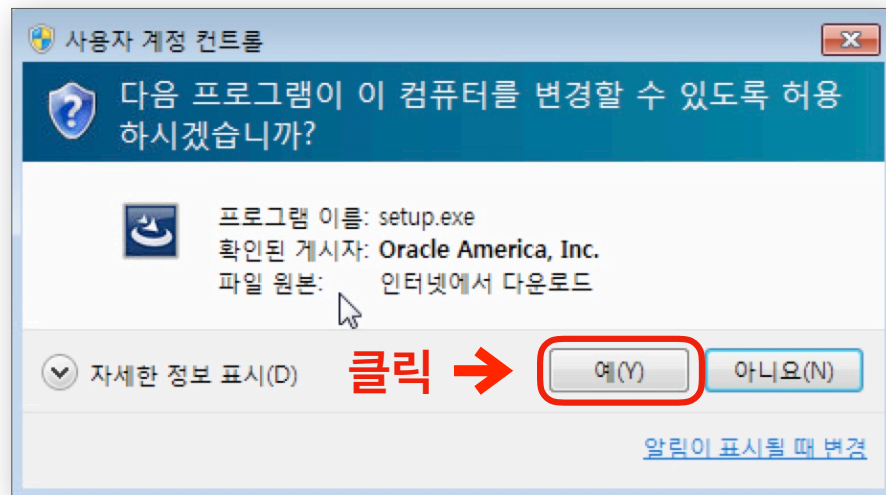 사용자 계정 컨트롤
다음 프로그램이 이 컴퓨터를 변경할 수 있도록 허용
하시겠습니까?
프로그램 이름: setup.exe
확인된 게시자: Oracle America, Inc.
파일 원본: 인터넷에서 다운로드
자세한 정보 표시(D) 클릭 예(Y) 아니요(N)
알림이 표시될 때 변경